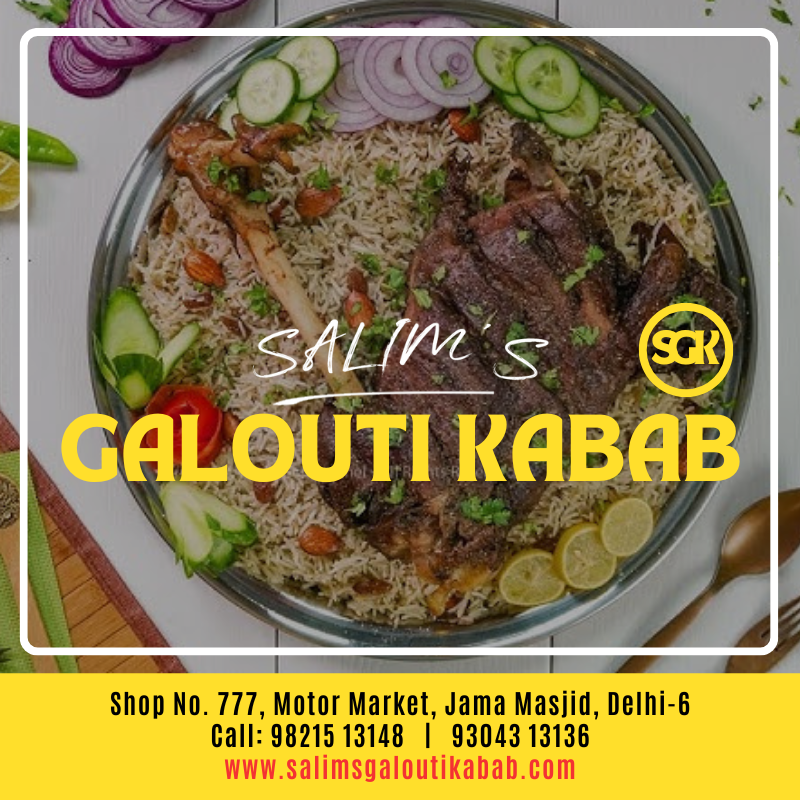 SALIM'S
SGK
GALOUTI KABAB
Shop No. 777, Motor Market, Jama Masjid, Delhi-6
Call: 98215 13148 | 93043 13136
www.salimsgaloutikabab.com